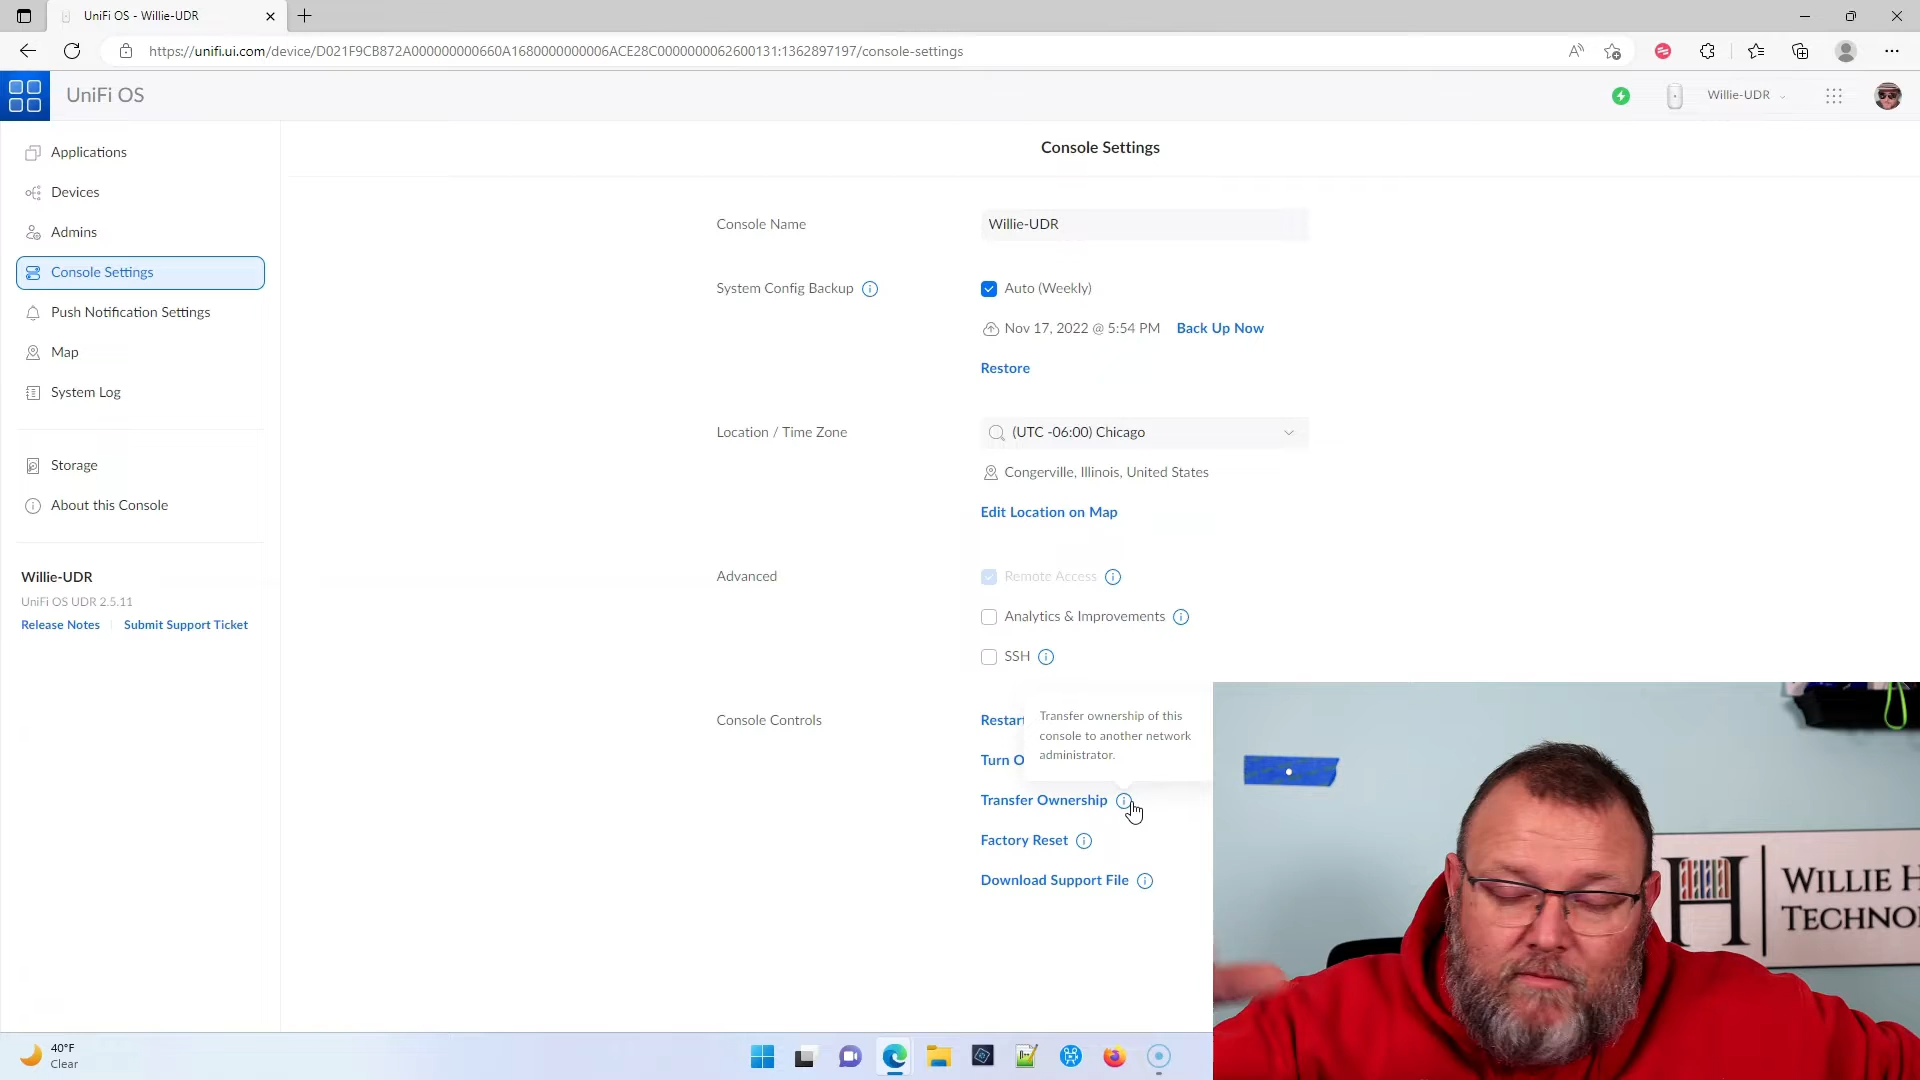 UniFi OS - Willie-UDR
https://unifi.ui.com/device/D021F9CB872A000000000660A1680000000006ACE28C0000000062600131:1362897197/console-settings
UniFi OS
Willie-UDR
Applications
Devices
Admins
Console Settings
Push Notification Settings
Map
System Log
Storage
About this Console
Willie-UDR
UniFi OS UDR 2.5.11
Release Notes
Submit Support Ticket
Console Settings
Console Name
Willie-UDR
System Config Backup
Auto (Weekly)
Nov 17, 2022 @ 5:54 PM Back Up Now
Restore
Location / Time Zone
(UTC -06:00) Chicago
Congerville, Illinois, United States
Edit Location on Map
Advanced
Remote Access
Analytics & Improvements
SSH
Console Controls
Restart
Turn O
Transfer ownership of this
console to another network
administrator.
Transfer Ownership
Factory Reset
Download Support File
WILLIE H
TECHNO
40°F
Clear